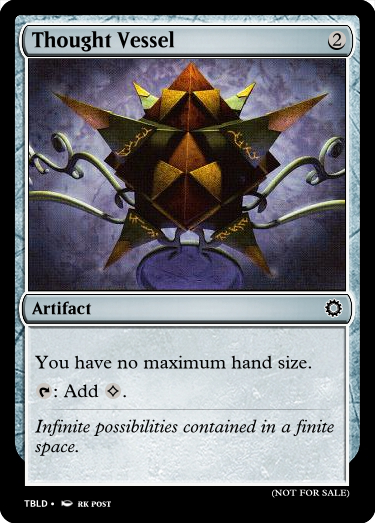 Thought Vessel 2
Artifact
You have no maximum hand size.
: Add .
Infinite possibilities contained in a finite
space.
(NOT FOR SALE)
TBLD • RK POST